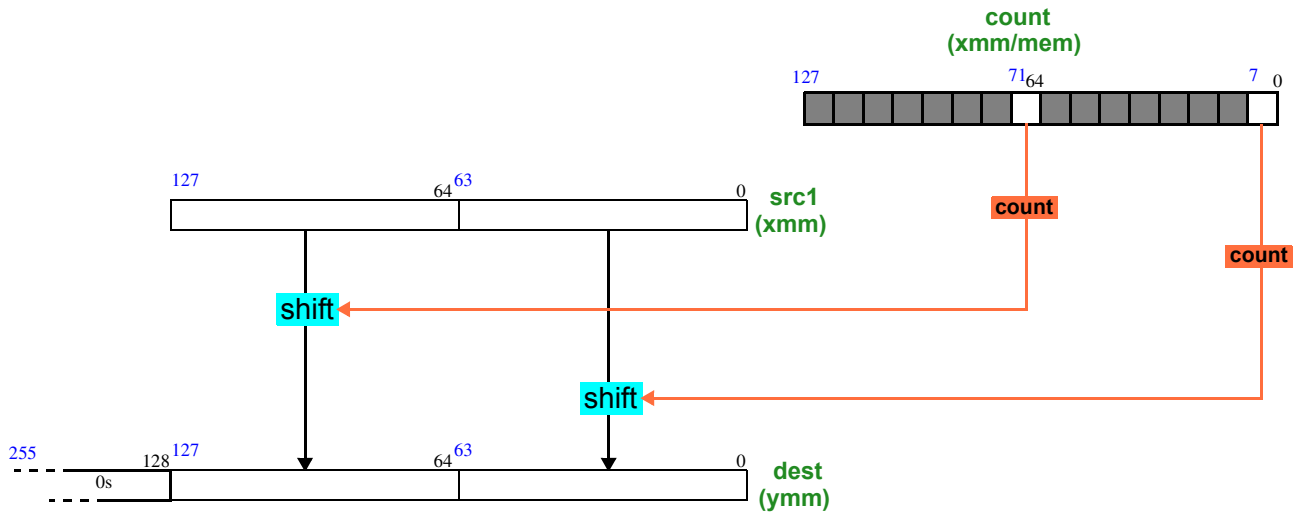 count
(xmm/mem)
127 71 64 7 0
127 64 63 0
src1
(xmm)
count
count
shift
shift
255 128 127 64 63 0
0s
dest
(ymm)